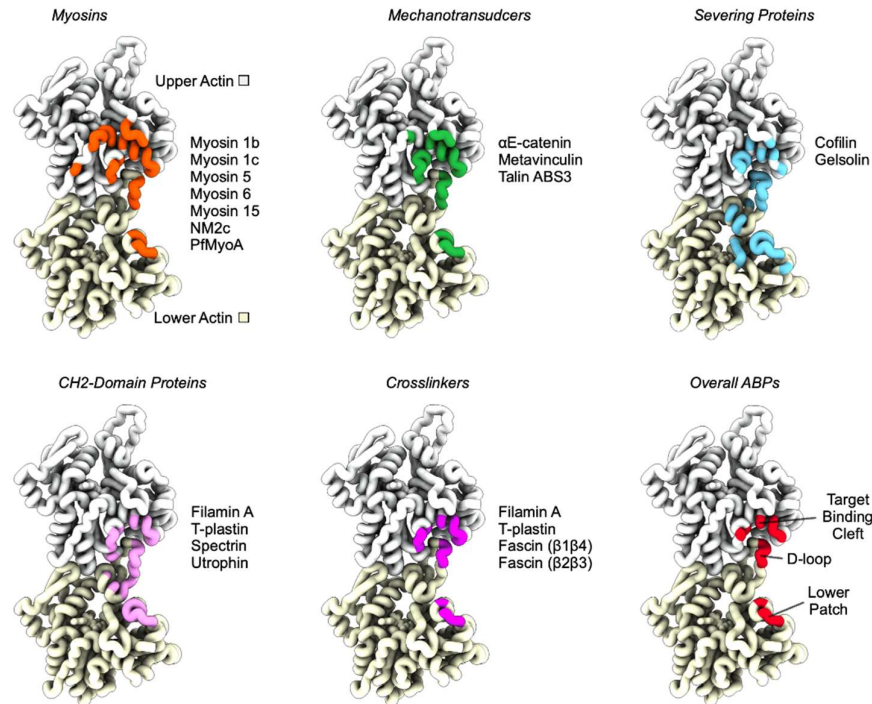 Myosins
Upper Actin
Myosin 1b
Myosin 1c
Myosin 5
Myosin 6
Myosin 15
NM2c
PfMyoA
Lower Actin
Mechanotransudcers
αE-catenin
Metavinculin
Talin ABS3
Severing Proteins
Cofilin
Gelsolin
CH2-Domain Proteins
Filamin A
T-plastin
Spectrin
Utrophin
Crosslinkers
Filamin A
T-plastin
Fascin (β1β4)
Fascin (β2β3)
Overall ABPs
Target
Binding
Cleft
D-loop
Lower
Patch